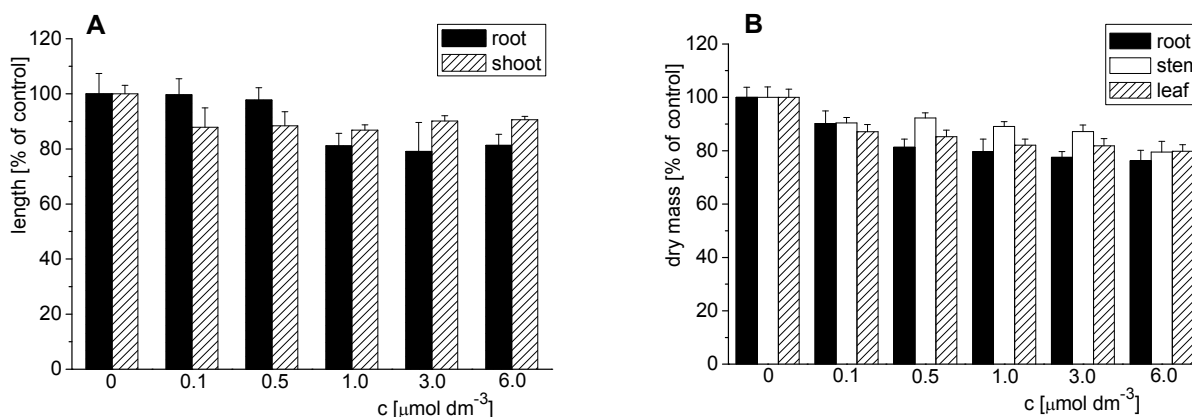 A
root
shoot
length [% of control]
120
100
80
60
40
20
0
0 0.1 0.5 1.0 3.0 6.0
c [μmol dm-3]
B
root
stem
leaf
dry mass [% of control]
120
100
80
60
40
20
0
0 0.1 0.5 1.0 3.0 6.0
c [μmol dm-3]